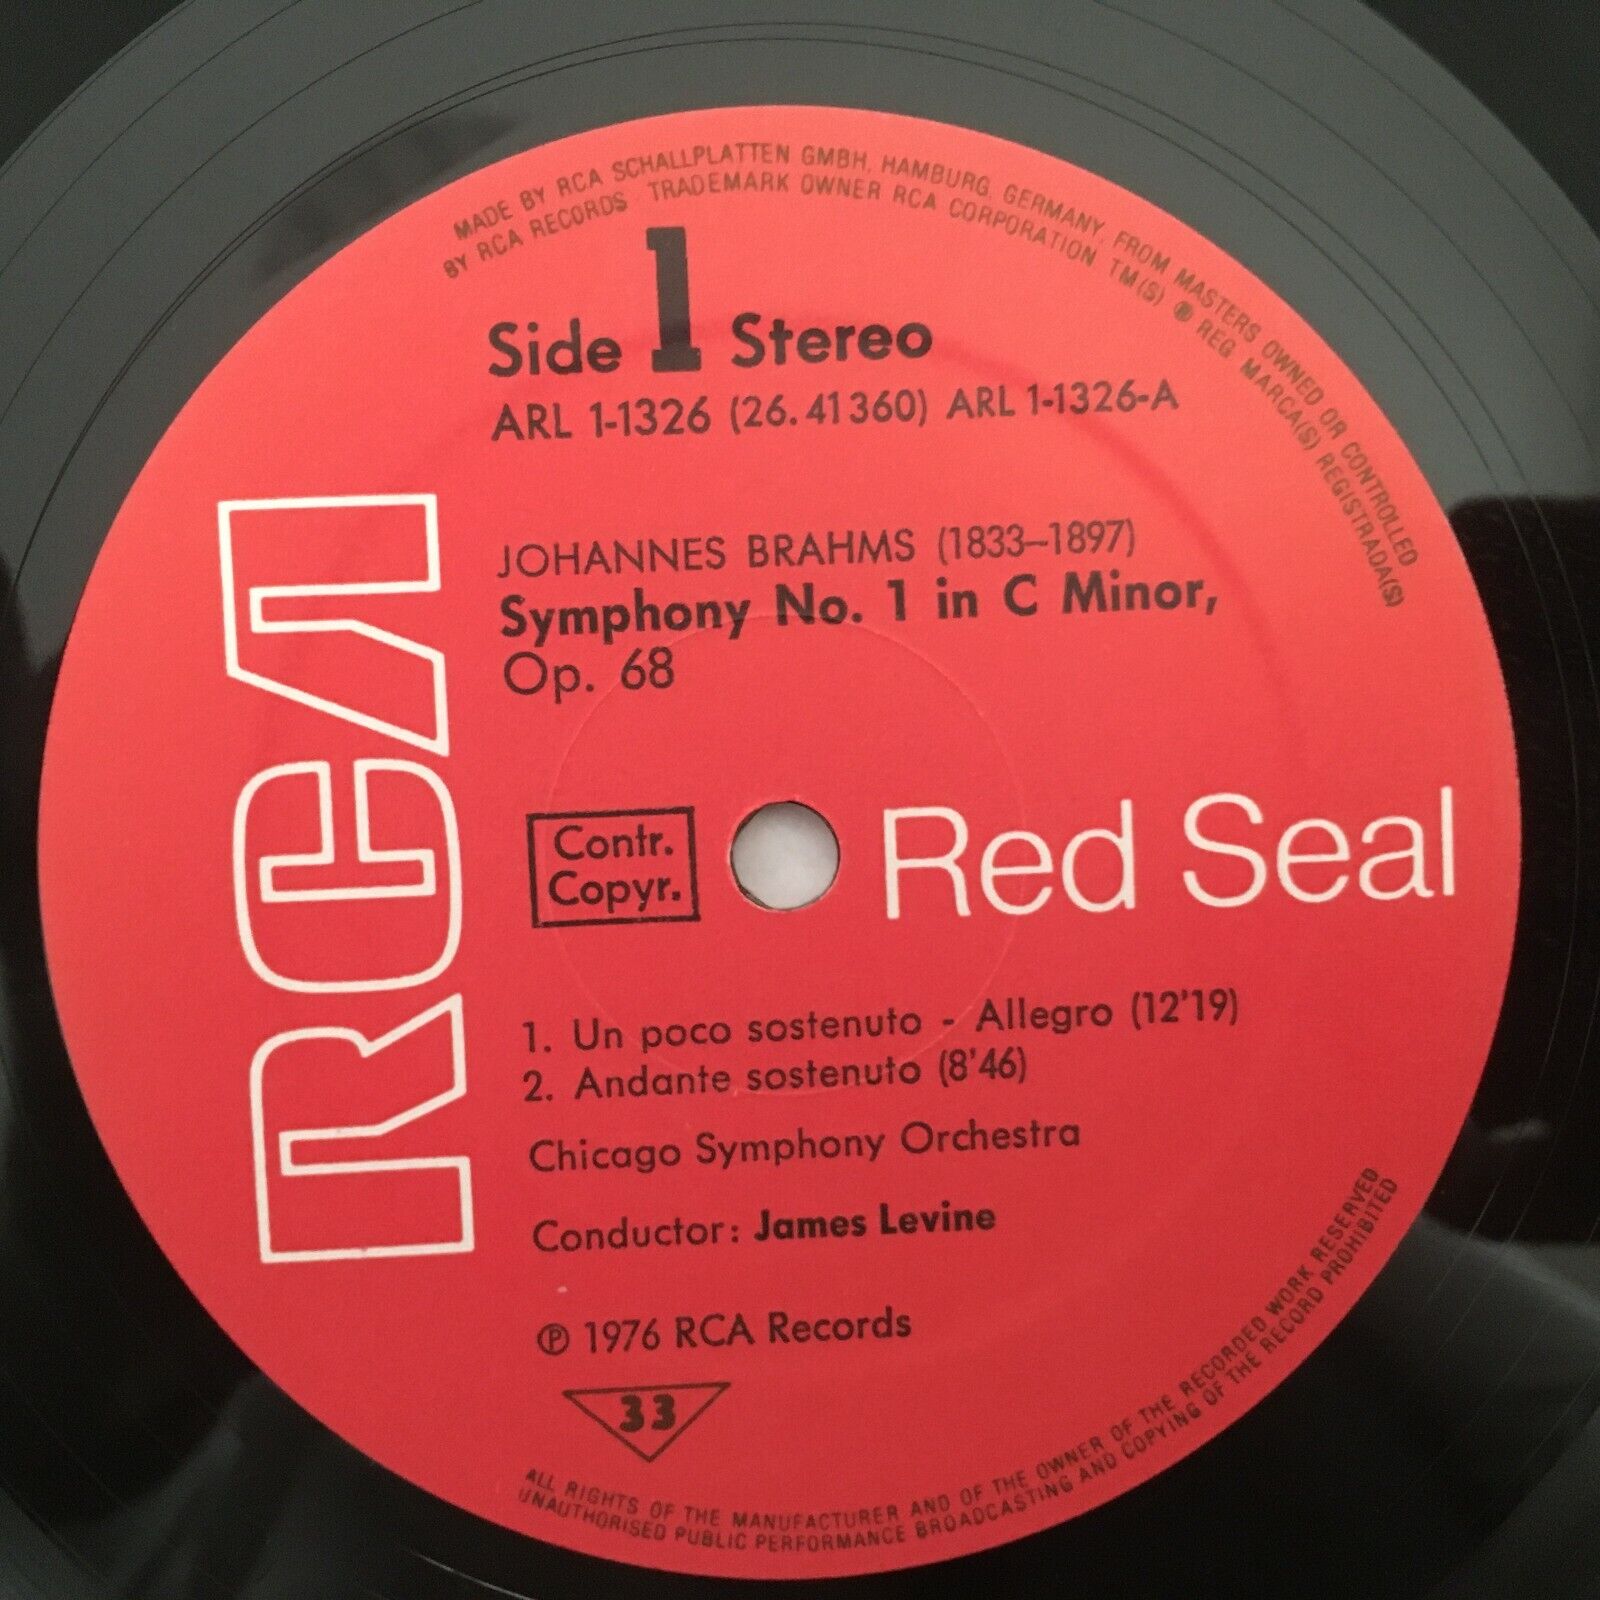 MADE BY RCA SCHALLPLATTEN GMBH, HAMBURG, GERMANY, FROM MASTERS OWNED OR CONTROLLED
BY RCA RECORDS TRADEMARK OWNER RCA CORPORATION TM(S) ® REG. MARCA(S) REGISTRADA(S)
Side 1 Stereo
ARL 1-1326 (26.41360) ARL 1-1326-A
RCA
JOHANNES BRAHMS (1833–1897)
Symphony No. 1 in C Minor,
Op. 68
Contr.
Copyr.
Red Seal
1. Un poco sostenuto - Allegro (12'19)
2. Andante sostenuto (8'46)
Chicago Symphony Orchestra
Conductor: James Levine
℗ 1976 RCA Records
33
ALL RIGHTS OF THE MANUFACTURER AND OF THE OWNER OF THE RECORDED WORK RESERVED
UNAUTHORISED PUBLIC PERFORMANCE BROADCASTING AND COPYING OF THE RECORD PROHIBITED